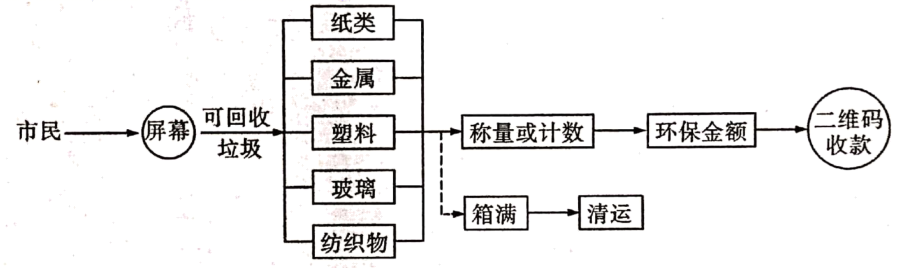 市民
屏幕
可回收
垃圾
纸类
金属
塑料
玻璃
纺织物
称量或计数
环保金额
二维码
收款
箱满
清运